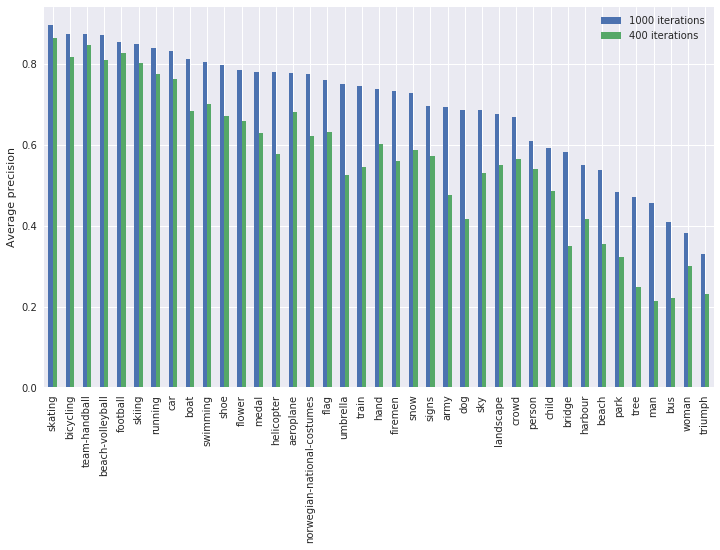 1000 iterations
400 iterations
Average precision
0.8
0.6
0.4
0.2
0.0
skating
bicycling
team-handball
beach-volleyball
football
skiing
running
car
boat
swimming
shoe
flower
medal
helicopter
aeroplane
norwegian-national-costumes
flag
umbrella
train
hand
firemen
snow
signs
army
dog
sky
landscape
crowd
person
child
bridge
harbour
beach
park
tree
man
bus
woman
triumph